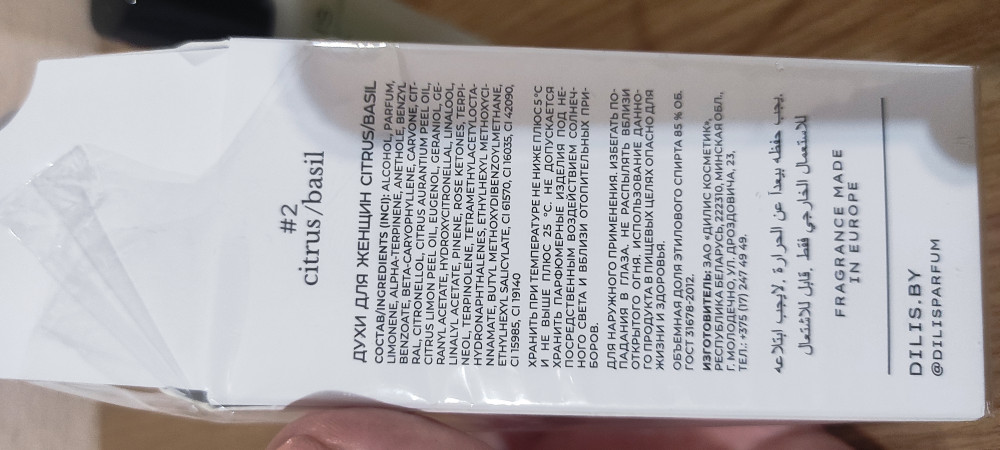 #2
citrus/basil
ДУХИ ДЛЯ ЖЕНЩИН CITRUS/BASIL
СОСТАВ/INGREDIENTS (INCI): ALCOHOL, PARFUM,
LIMONENE, ALPHA-TERPINENE, ANETHOLE, BENZYL
BENZOATE, BETA-CARYOPHYLLENE, CARVONE, CIT-
RAL, CITRONELLOL, CITRUS AURANTIUM PEEL OIL,
CITRUS LIMON PEEL OIL, EUGENOL, GERANIOL, GE-
RANYL ACETATE, HYDROXYCITRONELLAL, LINALOOL,
LINALYL ACETATE, PINENE, ROSE KETONES, TERPI-
NEOL, TERPINOLENE, TETRAMETHYLACETYLOCTA-
HYDRONAPHTHALENES, ETHYLHEXYL METHOXYCI-
NNAMATE, BUTYL METHOXYDIBENZOYLMETHANE,
ETHYLHEXYL SALICYLATE, CI 61570, CI 16035, CI 42090,
CI 15985, CI 19140
ХРАНИТЬ ПРИ ТЕМПЕРАТУРЕ НЕ НИЖЕ ПЛЮС 5 °С
И НЕ ВЫШЕ ПЛЮС 25 °С. НЕ ДОПУСКАЕТСЯ
ХРАНИТЬ ПАРФЮМЕРНЫЕ ИЗДЕЛИЯ ПОД НЕ-
ПОСРЕДСТВЕННЫМ ВОЗДЕЙСТВИЕМ СОЛНЕЧ-
НОГО СВЕТА И ВБЛИЗИ ОТОПИТЕЛЬНЫХ ПРИ-
БОРОВ.
ДЛЯ НАРУЖНОГО ПРИМЕНЕНИЯ. ИЗБЕГАТЬ ПО-
ПАДАНИЯ В ГЛАЗА. НЕ РАСПЫЛЯТЬ ВБЛИЗИ
ОТКРЫТОГО ОГНЯ. ИСПОЛЬЗОВАНИЕ ДАННО-
ГО ПРОДУКТА В ПИЩЕВЫХ ЦЕЛЯХ ОПАСНО ДЛЯ
ЖИЗНИ И ЗДОРОВЬЯ.
ОБЪЕМНАЯ ДОЛЯ ЭТИЛОВОГО СПИРТА 85 % ОБ.
ГОСТ 31678-2012.
ИЗГОТОВИТЕЛЬ: ЗАО «ДИЛИС КОСМЕТИК»,
РЕСПУБЛИКА БЕЛАРУСЬ, 222310, МИНСКАЯ ОБЛ.,
Г. МОЛОДЕЧНО, УЛ. ДРОЗДОВИЧА, 23,
ТЕЛ.: +375 (17) 247 49 49.
يجب حفظه بيعدا عن الحرارة. لايجب ابتلاعه
للاستعمال الخارجي فقط. قابل للاشتعال
FRAGRANCE MADE
IN EUROPE
DILIS.BY
@DILISPARFUM